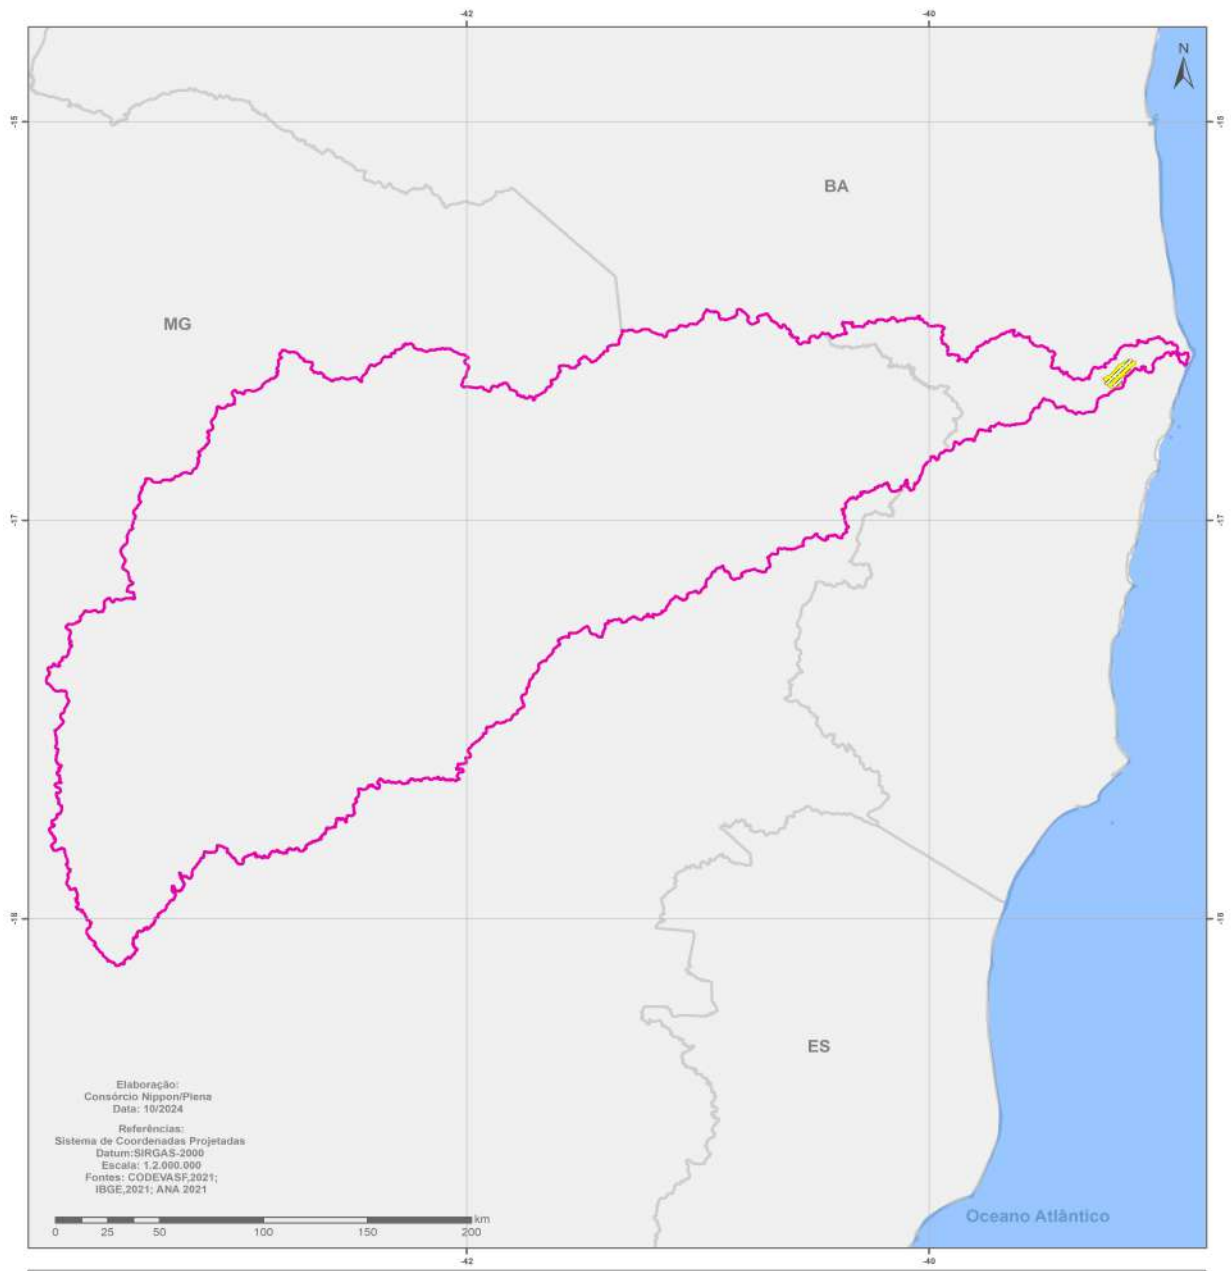 -42
-40
N
-15
-15
BA
MG
-17
-17
-18
-18
ES
Elaboração:
Consórcio Nippon/Plena
Data: 10/2024
Referências:
Sistema de Coordenadas Projetadas
Datum:SIRGAS-2000
Escala: 1.2.000.000
Fontes: CODEVASF,2021;
IBGE,2021; ANA 2021
Oceano Atlântico
km
0 25 50 100 150 200
-42
-40